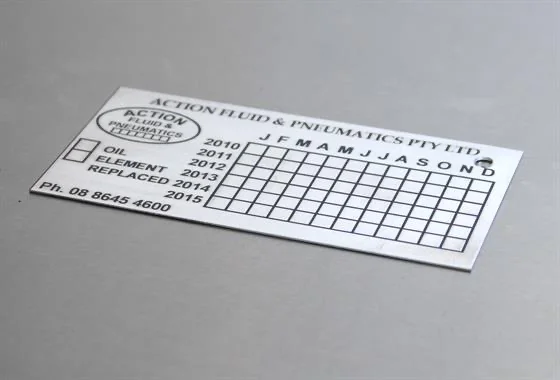 ACTION FLUID & PNEUMATICS PTY LTD
ACTION
FLUID &
PNEUMATICS
J F M A M J J A S O N D
2010
OIL 2011
ELEMENT 2012
REPLACED 2013
2014
2015
Ph. 08 8645 4600